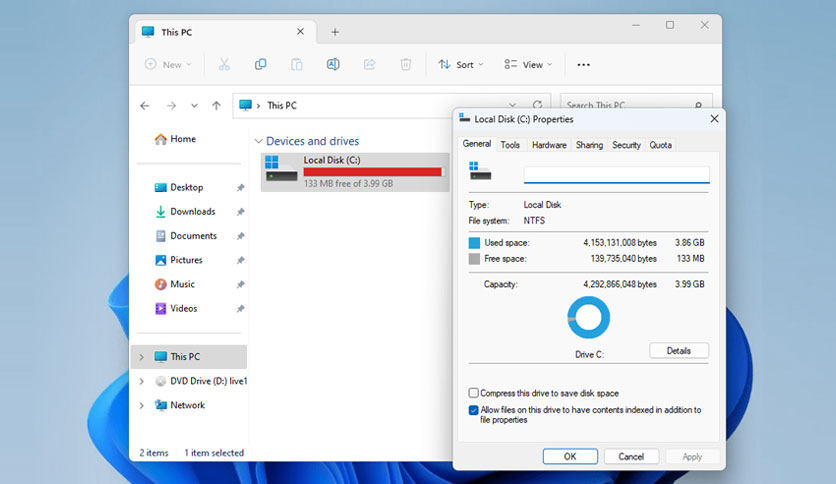 This PC
New
Sort
View
This PC
Search This PC
Home
Desktop
Downloads
Documents
Pictures
Music
Videos
This PC
DVD Drive (D:) live1
Network
Devices and drives
Local Disk (C:)
133 MB free of 3.99 GB
2 items 1 item selected
Local Disk (C:) Properties
General Tools Hardware Sharing Security Quota
Type: Local Disk
File system: NTFS
Used space: 4,153,131,008 bytes 3.86 GB
Free space: 139,735,040 bytes 133 MB
Capacity: 4,292,866,048 bytes 3.99 GB
Drive C:
Details
Compress this drive to save disk space
Allow files on this drive to have contents indexed in addition to
file properties
OK Cancel Apply